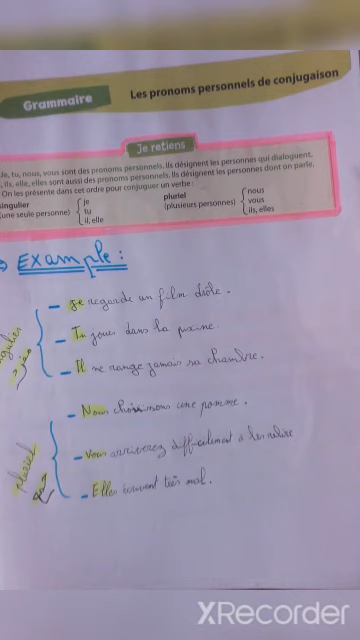 Grammaire
Les pronoms personnels de conjugaison
Je retiens
Je, tu, nous, vous sont des pronoms personnels. Ils désignent les personnes qui dialoguent.
, ils, elle, elles sont aussi des pronoms personnels. Ils désignent les personnes dont on parle.
On les présente dans cet ordre pour conjuguer un verbe :
singulier
(une seule personne)
je
tu
il, elle
pluriel
(plusieurs personnes)
nous
vous
ils, elles
Example :
- Je regarde un film drôle.
- Tu joues dans la piscine.
- Il ne range jamais sa chambre.
- Nous choisissons une pomme.
- Vous arriverez difficilement à
- Elles écrivent très mal.
pluriel
XRecorder